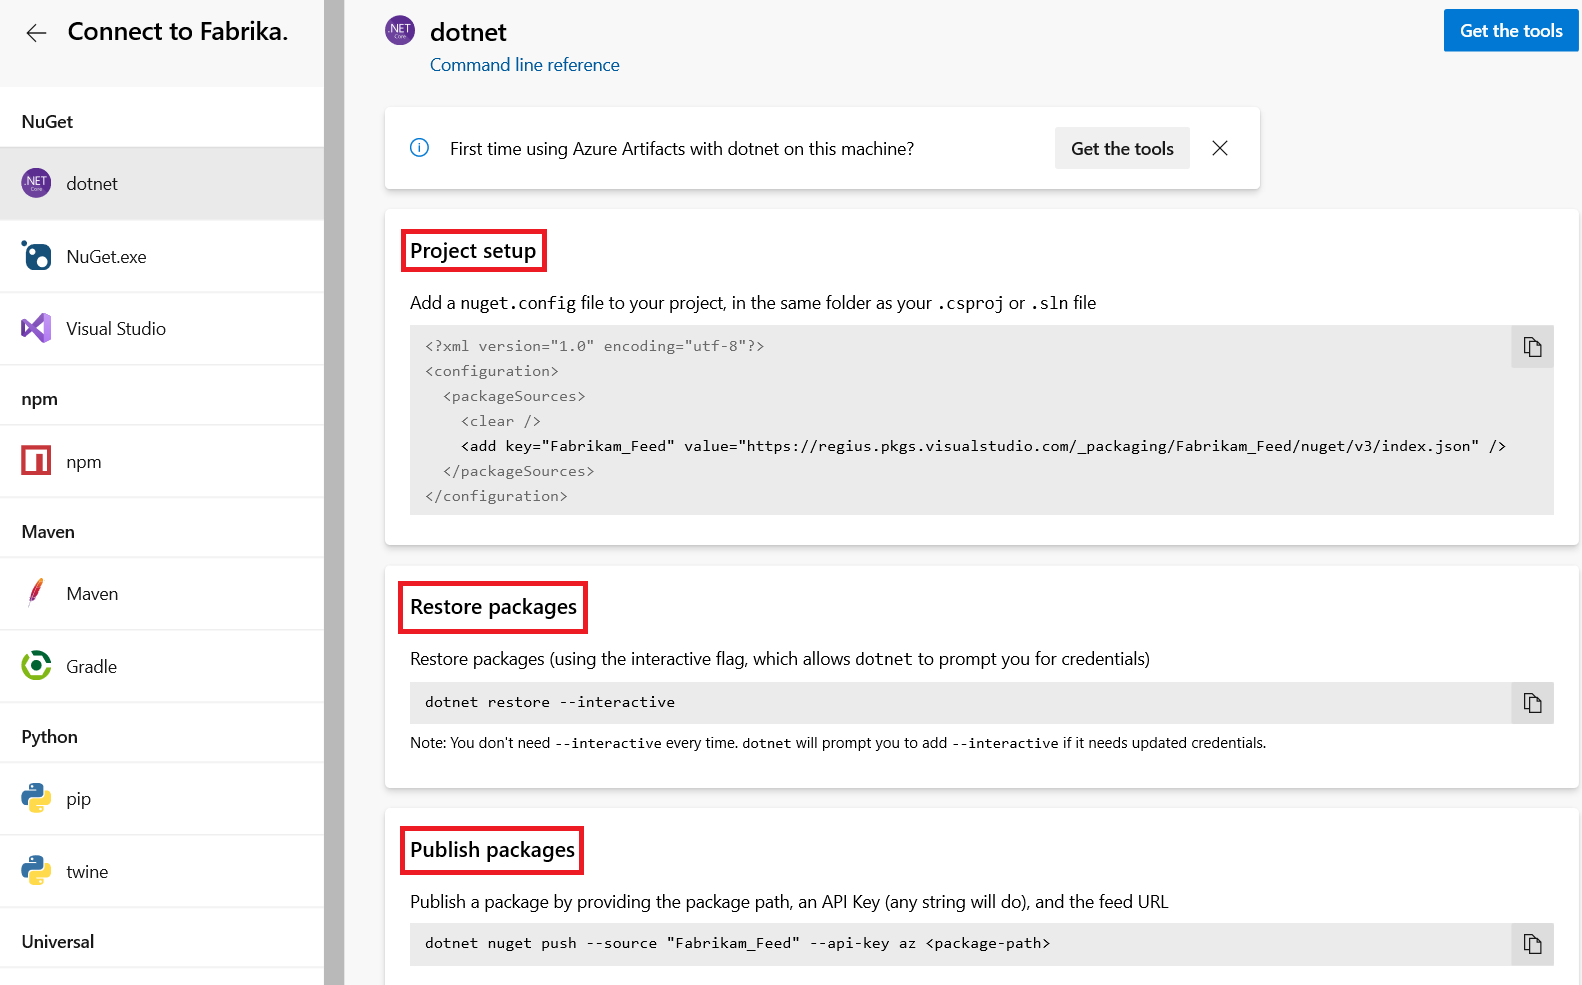 Connect to Fabrika.
NuGet
.NET
Core
dotnet
NuGet.exe
Visual Studio
npm
npm
Maven
Maven
Gradle
Python
pip
twine
Universal
.NET
Core
dotnet
Get the tools
Command line reference
First time using Azure Artifacts with dotnet on this machine?
Get the tools
Project setup
Add a nuget.config file to your project, in the same folder as your .csproj or .sln file
<?xml version="1.0" encoding="utf-8"?>
<configuration>
<packageSources>
<clear />
<add key="Fabrikam_Feed" value="https://regius.pkgs.visualstudio.com/_packaging/Fabrikam_Feed/nuget/v3/index.json" />
</packageSources>
</configuration>
Restore packages
Restore packages (using the interactive flag, which allows dotnet to prompt you for credentials)
dotnet restore --interactive
Note: You don't need --interactive every time. dotnet will prompt you to add --interactive if it needs updated credentials.
Publish packages
Publish a package by providing the package path, an API Key (any string will do), and the feed URL
dotnet nuget push --source "Fabrikam_Feed" --api-key az <package-path>